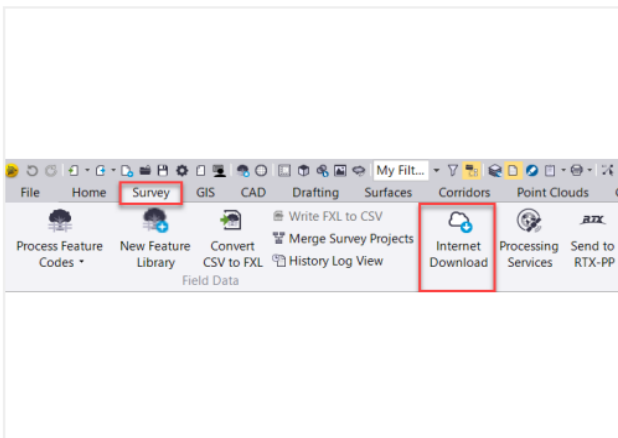 My Filt...
File Home Survey GIS CAD Drafting Surfaces Corridors Point Clouds
Write FXL to CSV
Merge Survey Projects
History Log View
Process Feature Codes
New Feature Library
Convert CSV to FXL
Internet Download
Processing Services
RTX
Send to RTX-PP
Field Data